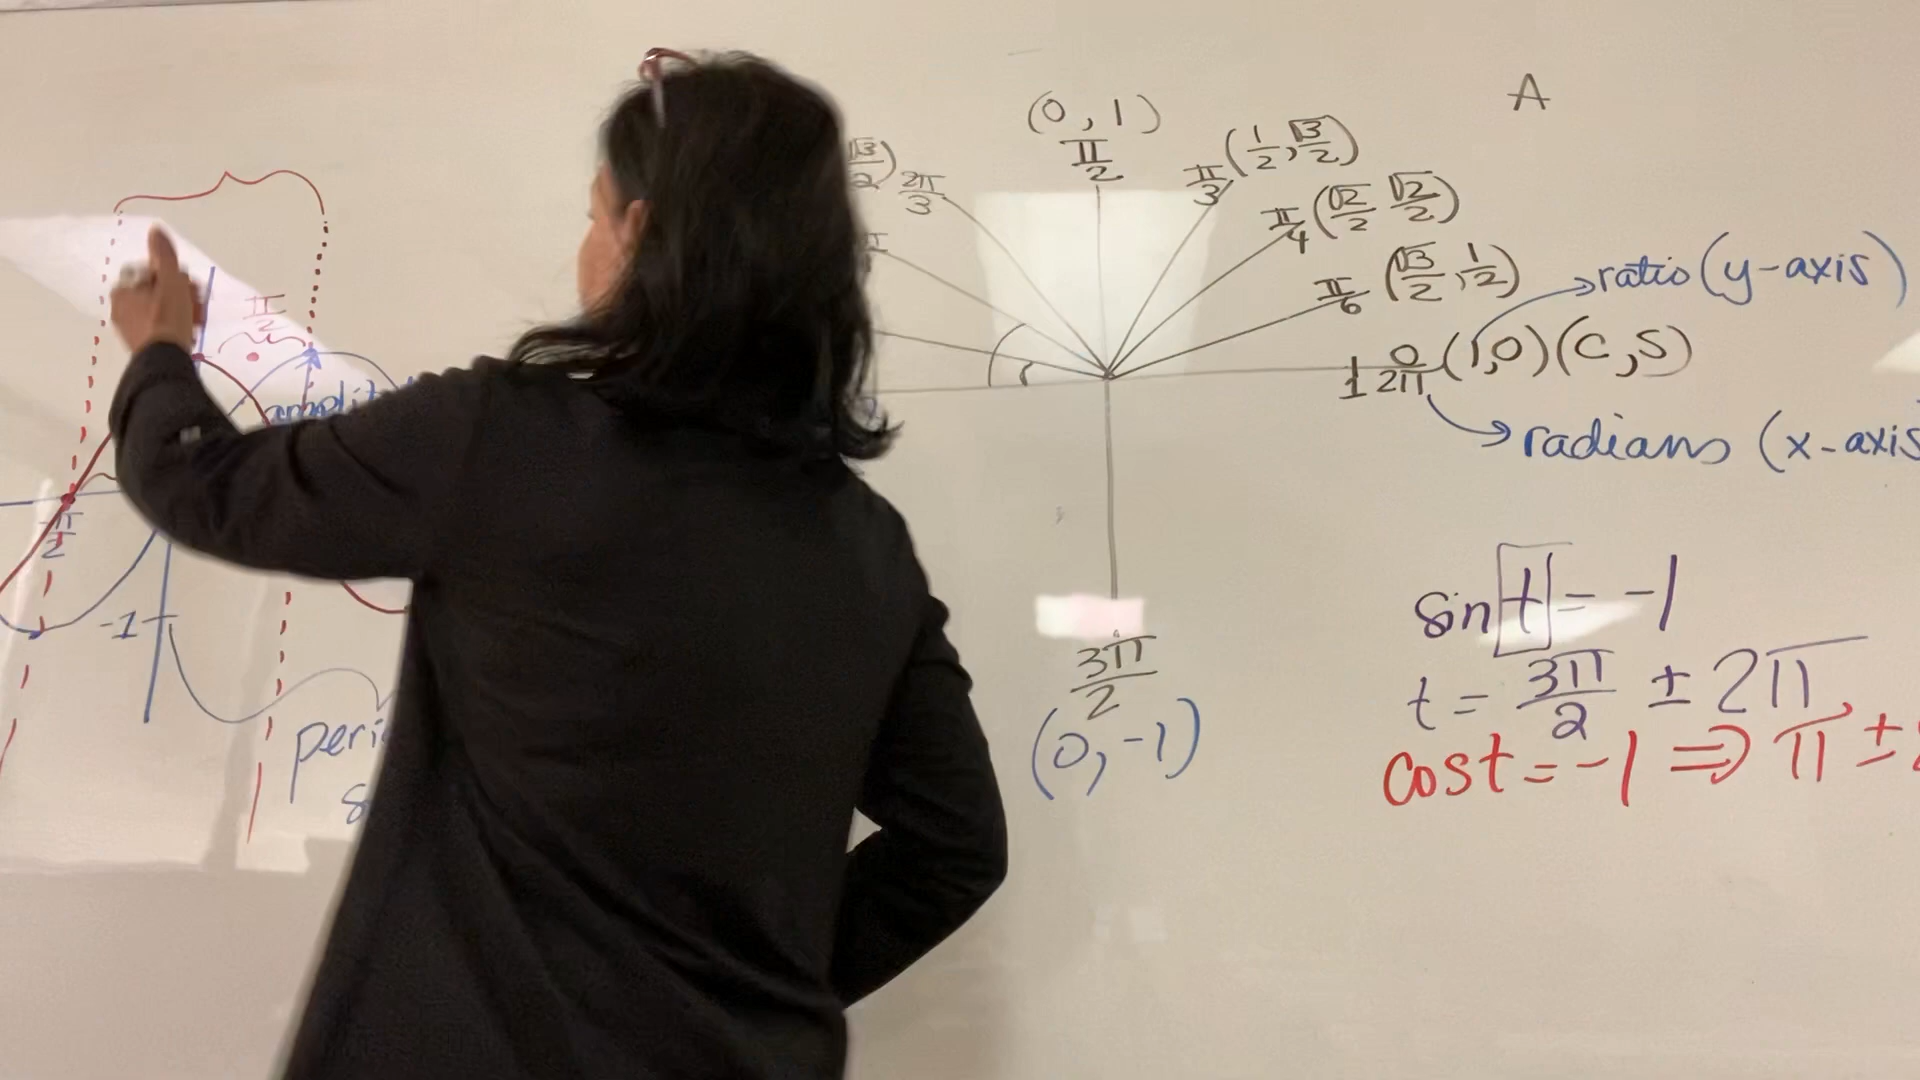 A
(0, 1)
π/2
π/3 (1/2, √3/2)
√3/2) 2π/3
π/4 (√2/2 √2/2)
π/6 (√3/2, 1/2)
ratio (y-axis)
1 0 2π (1,0) (C, S)
radians (x-axis
π/2
π/2
-1
3π/2
(0, -1)
sin t = -1
t = 3π/2 ± 2π
cost = -1 ⇒ π ±